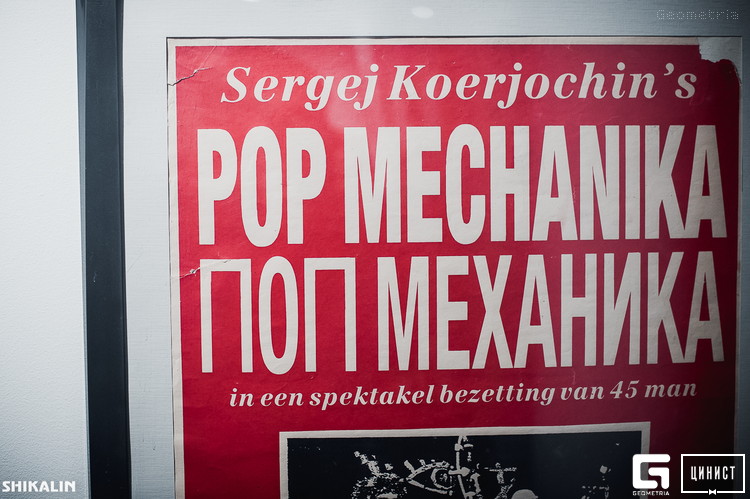 Geometria
Sergej Koerjochin's
POP MECHANIKA
ПОП МЕХАНИКА
in een spektakel bezetting van 45 man
SHIKALIN
G
GEOMETRIA
ЦИНИСТ